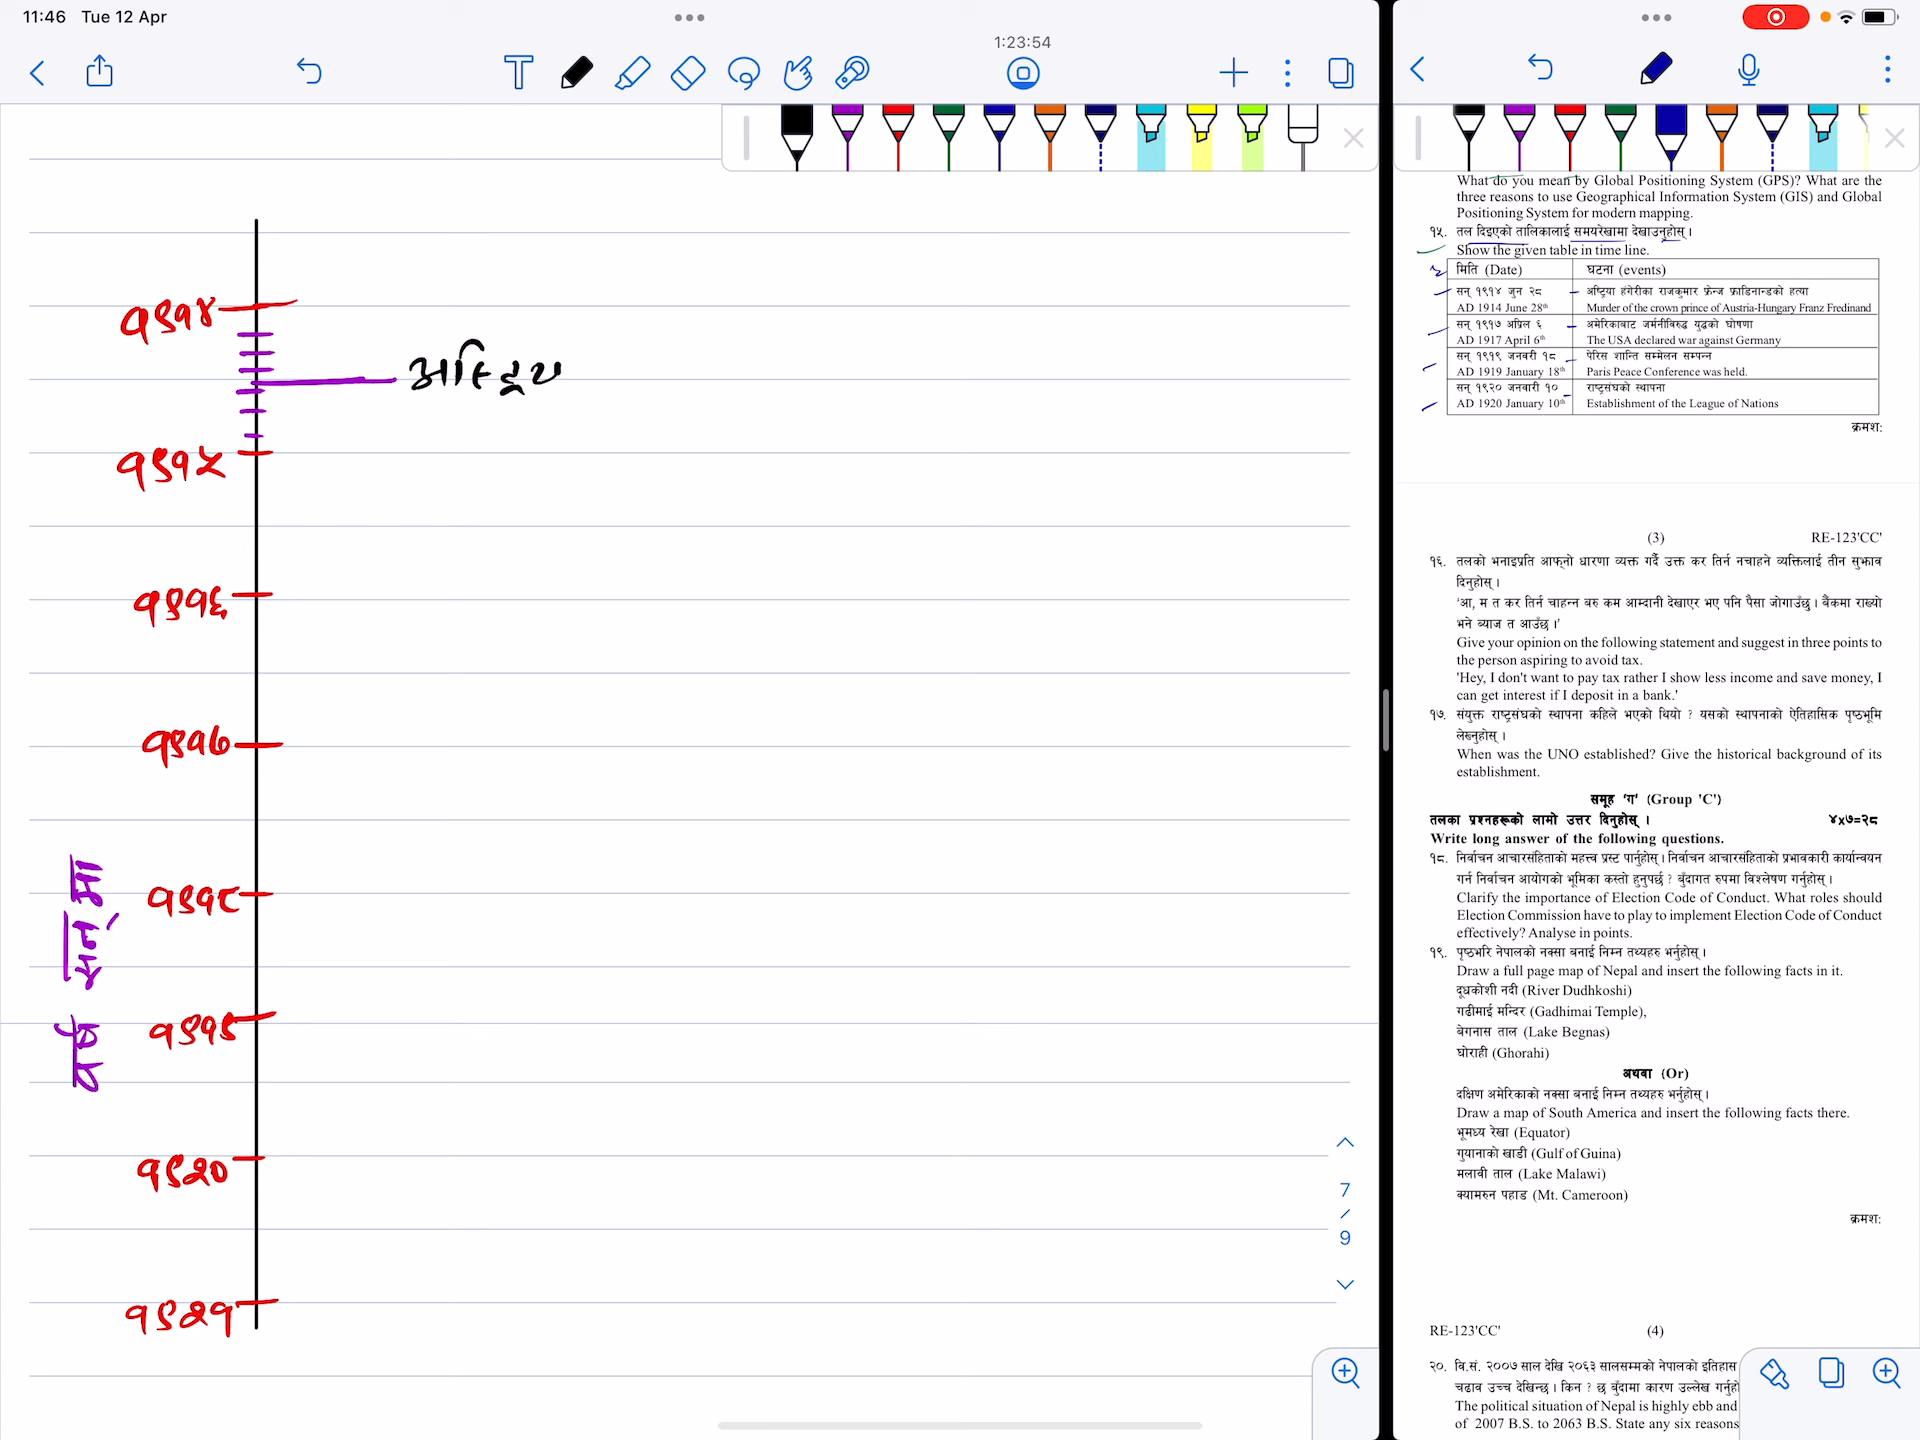 11:46 Tue 12 Apr
1:23:54
१९१४
अस्ट्रिय
१९१५
१९१६
१९१७
१९१८
१९१९
१९२०
१९२१
वर्ष सन् मा
7
/
9
What do you mean by Global Positioning System (GPS)? What are the
three reasons to use Geographical Information System (GIS) and Global
Positioning System for modern mapping.
१५. तल दिइएको तालिकालाई समयरेखामा देखाउनुहोस् ।
Show the given table in time line.
मिति (Date) घटना (events)
सन् १९१४ जुन २८ अष्ट्रिया हंगेरीका राजकुमार फ्रेन्ज फ्राडिनान्डको हत्या
AD 1914 June 28th Murder of the crown prince of Austria-Hungary Franz Fredinand
सन् १९१७ अप्रिल ६ अमेरिकाबाट जर्मनीविरुद्ध युद्धको घोषणा
AD 1917 April 6th The USA declared war against Germany
सन् १९१९ जनवरी १८ पेरिस शान्ति सम्मेलन सम्पन्न
AD 1919 January 18th Paris Peace Conference was held.
सन् १९२० जनवारी १० राष्ट्रसंघको स्थापना
AD 1920 January 10th Establishment of the League of Nations
क्रमश:
(3) RE-123'CC'
१६. तलको भनाइप्रति आफ्नो धारणा व्यक्त गर्दै उक्त कर तिर्न नचाहने व्यक्तिलाई तीन सुझाव
दिनुहोस् ।
'आ, म त कर तिर्न चाहन्न बरु कम आम्दानी देखाएर भए पनि पैसा जोगाउँछु । बैंकमा राख्यो
भने ब्याज त आउँछ ।'
Give your opinion on the following statement and suggest in three points to
the person aspiring to avoid tax.
'Hey, I don't want to pay tax rather I show less income and save money, I
can get interest if I deposit in a bank.'
१७. संयुक्त राष्ट्रसंघको स्थापना कहिले भएको थियो ? यसको स्थापनाको ऐतिहासिक पृष्ठभूमि
लेख्नुहोस् ।
When was the UNO established? Give the historical background of its
establishment.
समूह 'ग' (Group 'C')
तलका प्रश्नहरूको लामो उत्तर दिनुहोस् । ४x७=२८
Write long answer of the following questions.
१८. निर्वाचन आचारसंहिताको महत्त्व प्रस्ट पार्नुहोस् । निर्वाचन आचारसंहिताको प्रभावकारी कार्यान्वयन
गर्न निर्वाचन आयोगको भूमिका कस्तो हुनुपर्छ ? बुँदागत रुपमा विश्लेषण गर्नुहोस् ।
Clarify the importance of Election Code of Conduct. What roles should
Election Commission have to play to implement Election Code of Conduct
effectively? Analyse in points.
१९. पृष्ठभरि नेपालको नक्सा बनाई निम्न तथ्यहरु भर्नुहोस् ।
Draw a full page map of Nepal and insert the following facts in it.
दूधकोशी नदी (River Dudhkoshi)
गढीमाई मन्दिर (Gadhimai Temple),
बेगनास ताल (Lake Begnas)
घोराही (Ghorahi)
अथवा (Or)
दक्षिण अमेरिकाको नक्सा बनाई निम्न तथ्यहरु भर्नुहोस् ।
Draw a map of South America and insert the following facts there.
भूमध्य रेखा (Equator)
गुयानाको खाडी (Gulf of Guina)
मलावी ताल (Lake Malawi)
क्यामरुन पहाड (Mt. Cameroon)
क्रमश:
RE-123'CC' (4)
२०. वि.सं. २००७ साल देखि २०६३ सालसम्मको नेपालको इतिहास
चढाव उच्च देखिन्छ । किन ? छ बुँदामा कारण उल्लेख गर्नुहो
The political situation of Nepal is highly ebb and
of 2007 B.S. to 2063 B.S. State any six reasons